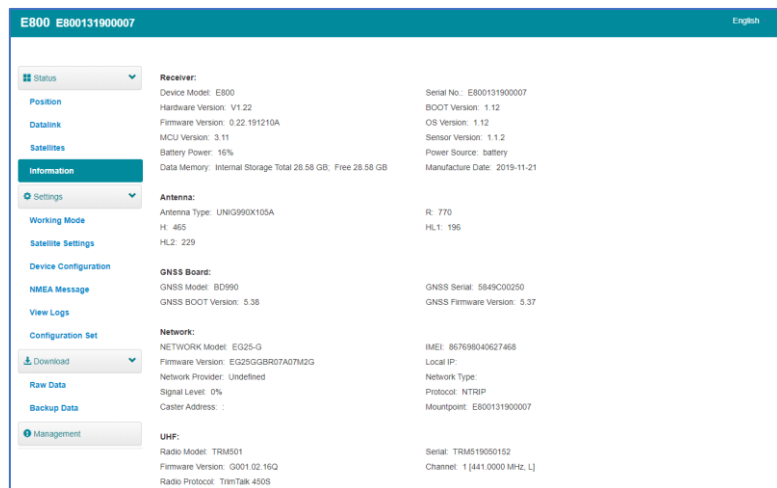 E800 E800131900007 English
Status
Position
Datalink
Satellites
Information
Settings
Working Mode
Satellite Settings
Device Configuration
NMEA Message
View Logs
Configuration Set
Download
Raw Data
Backup Data
Management
Receiver:
Device Model: E800 Serial No.: E800131900007
Hardware Version: V1.22 BOOT Version: 1.12
Firmware Version: 0.22.191210A OS Version: 1.12
MCU Version: 3.11 Sensor Version: 1.1.2
Battery Power: 16% Power Source: battery
Data Memory: Internal Storage Total 28.58 GB; Free 28.58 GB Manufacture Date: 2019-11-21
Antenna:
Antenna Type: UNIG990X105A R: 770
H: 465 HL1: 196
HL2: 229
GNSS Board:
GNSS Model: BD990 GNSS Serial: 5849C00250
GNSS BOOT Version: 5.38 GNSS Firmware Version: 5.37
Network:
NETWORK Model: EG25-G IMEI: 867698040627468
Firmware Version: EG25GGBR07A07M2G Local IP:
Network Provider: Undefined Network Type:
Signal Level: 0% Protocol: NTRIP
Caster Address: : Mountpoint: E800131900007
UHF:
Radio Model: TRM501 Serial: TRM519050152
Firmware Version: G001.02.16Q Channel: 1 [441.0000 MHz, L]
Radio Protocol: TrimTalk 450S